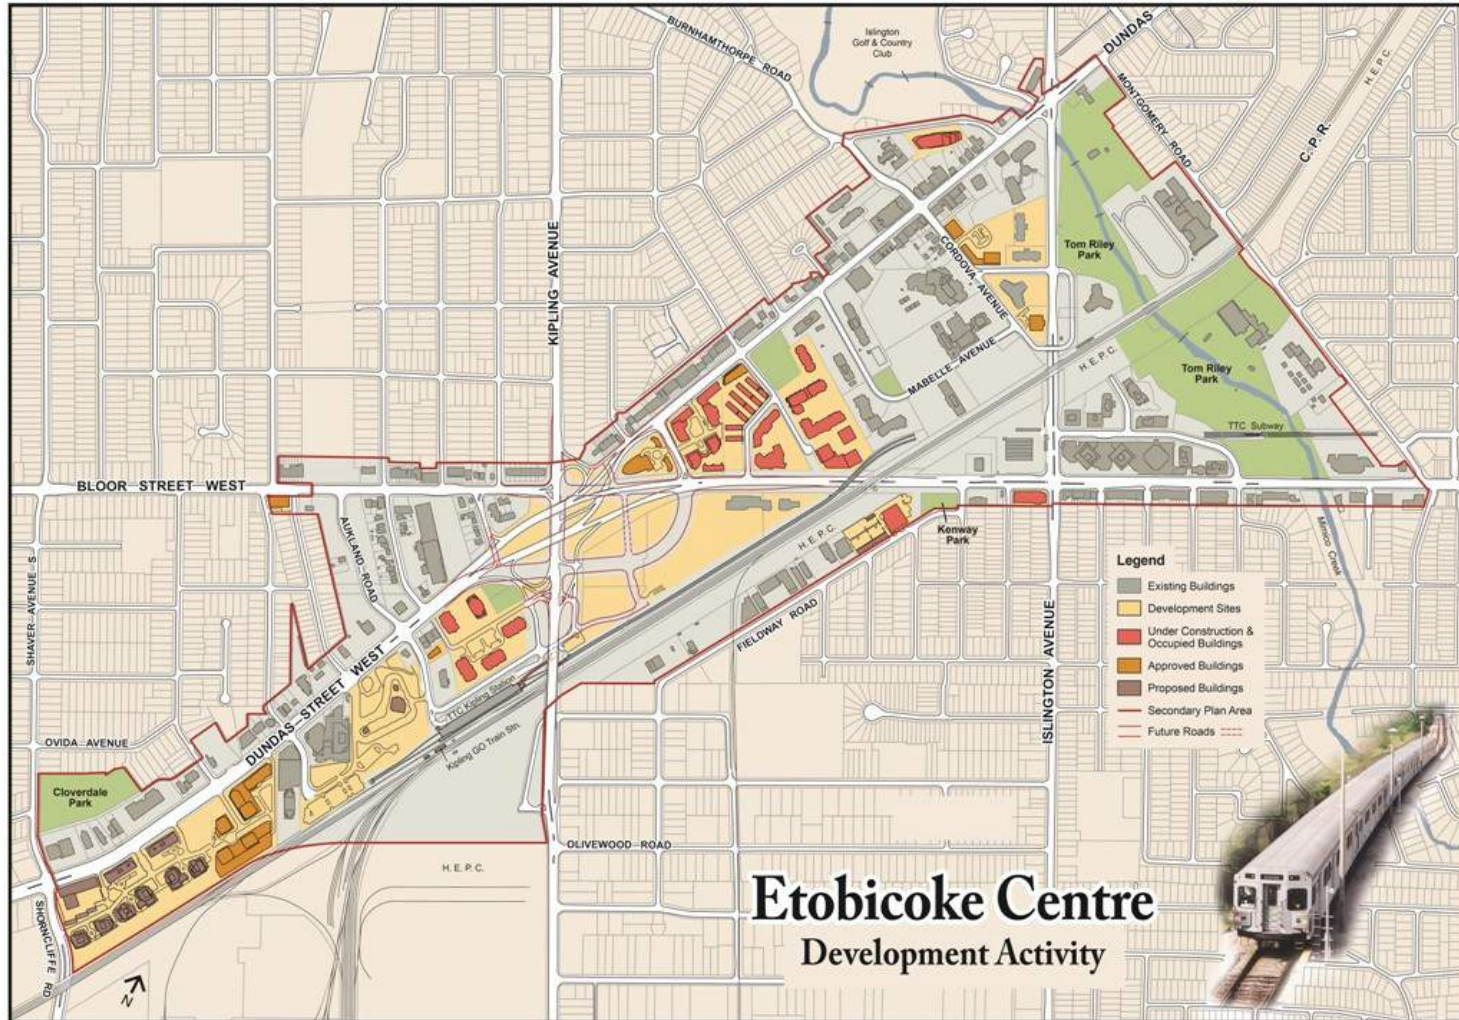 BURNHAMTHORPE ROAD
Islington
Golf & Country
Club
DUNDAS
MONTGOMERY ROAD
H.E.P.C.
C.P.R.
KIPLING AVENUE
CORDOVA AVENUE
Tom Riley
Park
MABELLE AVENUE
H.E.P.C.
Tom Riley
Park
TTC Subway
BLOOR STREET WEST
AUKLAND ROAD
SHAVER AVENUE S
H.E.P.C.
Kenway
Park
Mimico Creek
FIELDWAY ROAD
ISLINGTON AVENUE
Legend
Existing Buildings
Development Sites
Under Construction &
Occupied Buildings
Approved Buildings
Proposed Buildings
Secondary Plan Area
Future Roads
DUNDAS STREET WEST
TTC Kipling Station
Kipling GO Train Stn.
OVIDA AVENUE
Cloverdale
Park
OLIVEWOOD ROAD
H.E.P.C.
SHORNCLIFFE RD
N
Etobicoke Centre
Development Activity